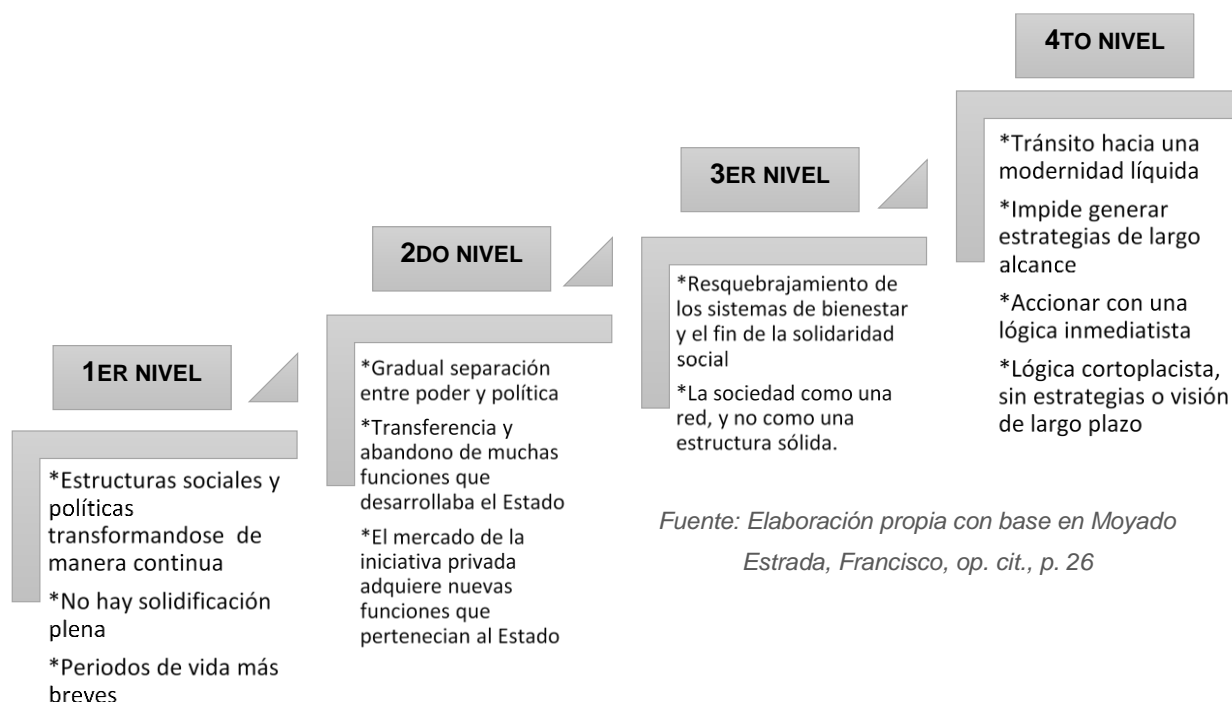 1ER NIVEL
*Estructuras sociales y
políticas
transformandose de
manera continua
*No hay solidificación
plena
*Periodos de vida más
breves
2DO NIVEL
*Gradual separación
entre poder y política
*Transferencia y
abandono de muchas
funciones que
desarrollaba el Estado
*El mercado de la
iniciativa privada
adquiere nuevas
funciones que
pertenecian al Estado
3ER NIVEL
*Resquebrajamiento de
los sistemas de bienestar
y el fin de la solidaridad
social
*La sociedad como una
red, y no como una
estructura sólida.
4TO NIVEL
*Tránsito hacia una
modernidad líquida
*Impide generar
estrategias de largo
alcance
*Accionar con una
lógica inmediatista
*Lógica cortoplacista,
sin estrategias o visión
de largo plazo
Fuente: Elaboración propia con base en Moyado
Estrada, Francisco, op. cit., p. 26